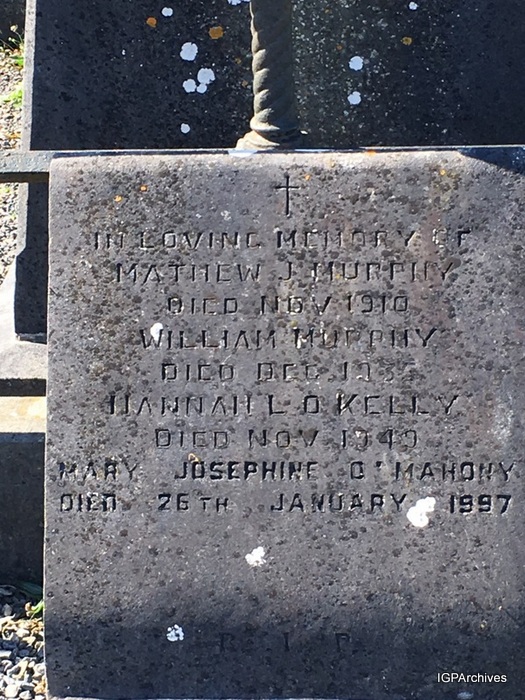 IN LOVING MEMORY OF
MATHEW J MURPHY
DIED NOV 1910
WILLIAM MURPHY
DIED DEC
HANNAH L O KELLY
DIED NOV 1949
MARY JOSEPHINE O' MAHONY
DIED 26TH JANUARY 1997
R. I. P.
IGPArchives